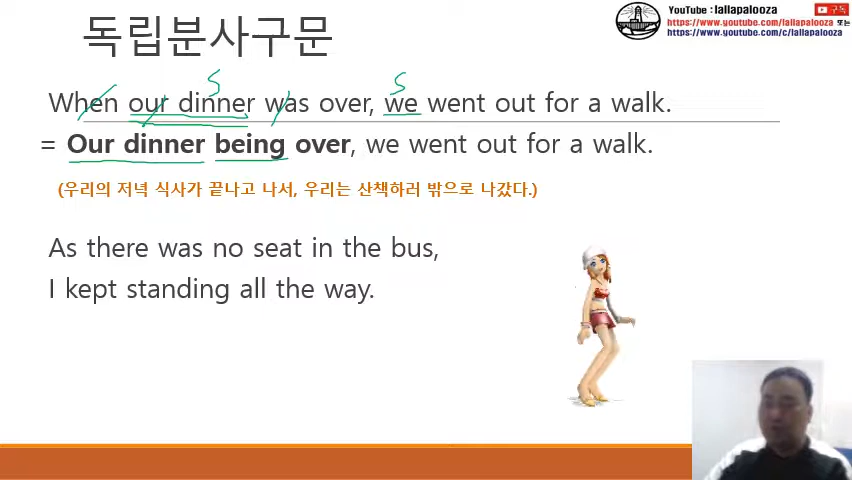 독립분사구문
YouTube : lallapalooza
구독
https://www.youtube.com/lallapalooza 또는
https://www.youtube.com/c/lallapalooza
S S
When our dinner was over, we went out for a walk.
= Our dinner being over, we went out for a walk.
(우리의 저녁 식사가 끝나고 나서, 우리는 산책하러 밖으로 나갔다.)
As there was no seat in the bus,
I kept standing all the way.